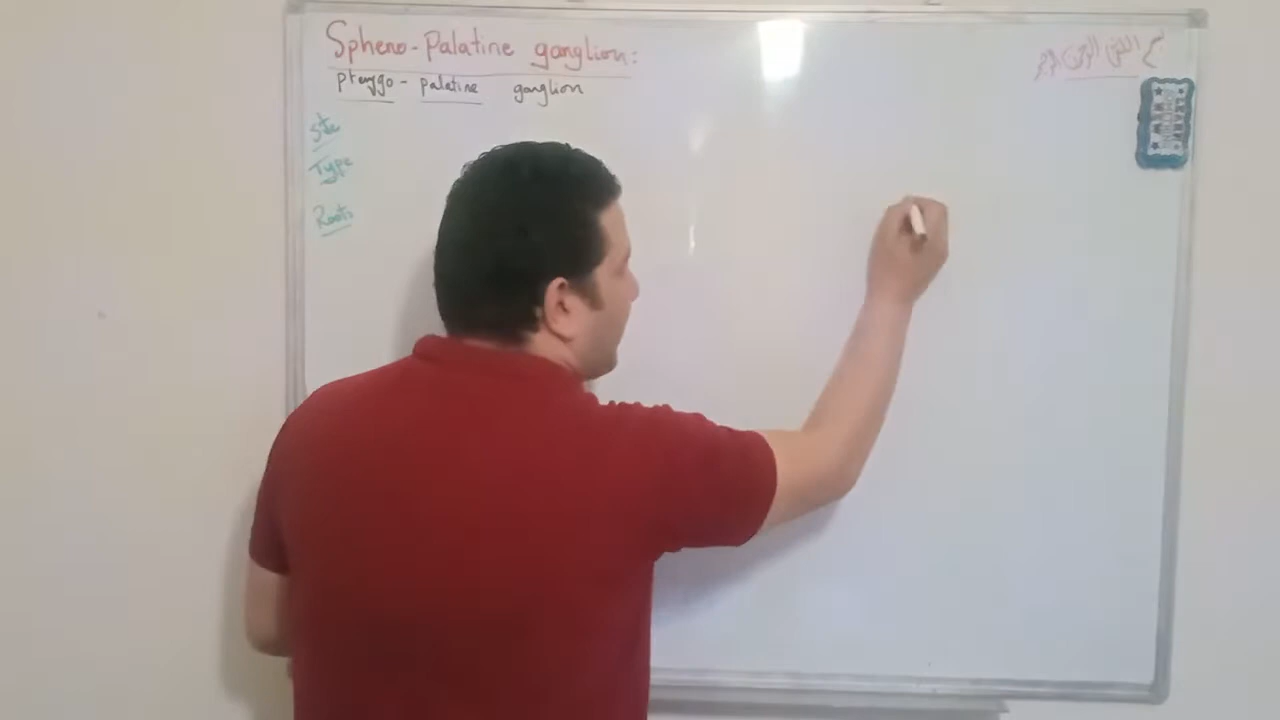 Spheno-Palatine ganglion:
pterygo-palatine ganglion
بسم الله الرحمن الرحيم
Site
Type
Roots